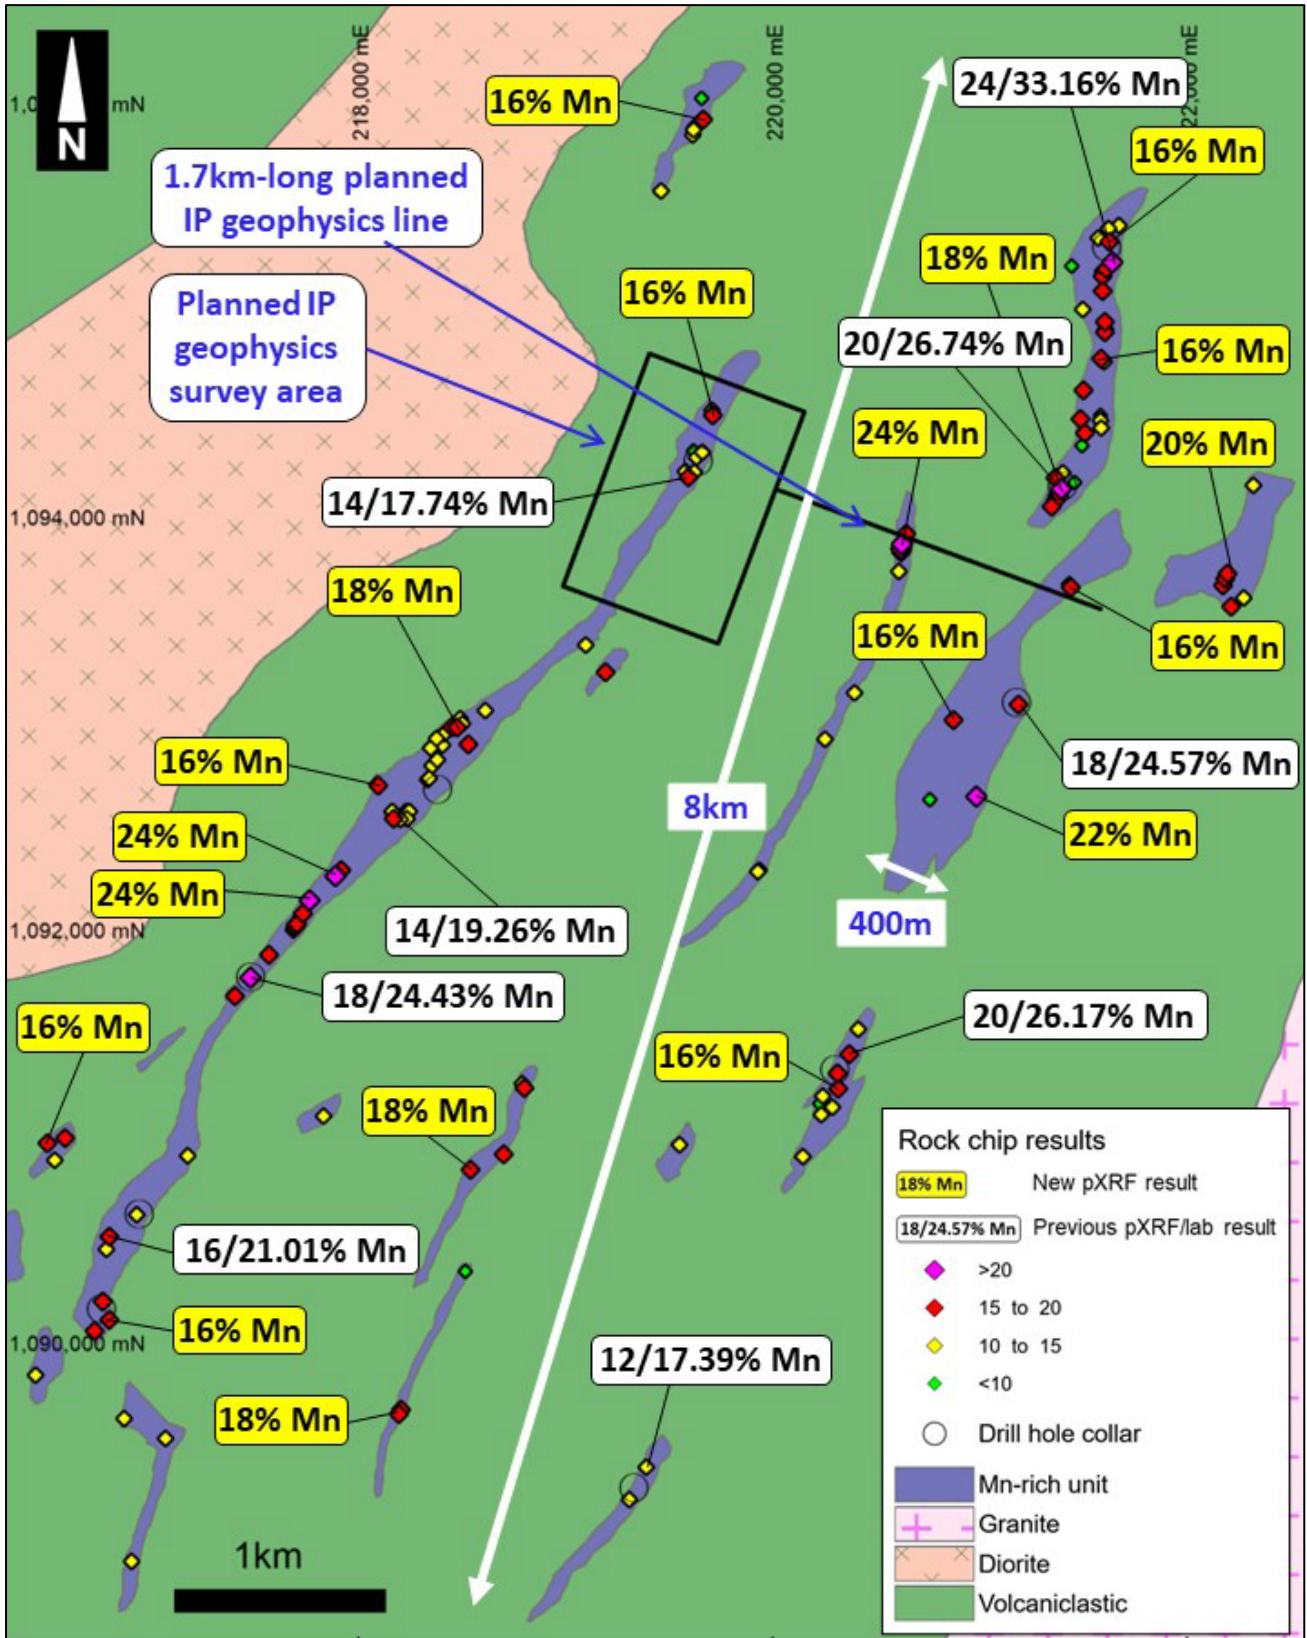 218,000 mE
220,000 mE
24/33.16% Mn
16% Mn
mN
N
16% Mn
1.7km-long planned
IP geophysics line
18% Mn
Planned IP
geophysics
survey area
16% Mn
20/26.74% Mn
16% Mn
24% Mn
20% Mn
14/17.74% Mn
1,094,000 mN
18% Mn
16% Mn
16% Mn
16% Mn
18/24.57% Mn
8km
24% Mn
22% Mn
24% Mn
400m
1,092,000 mN
14/19.26% Mn
18/24.43% Mn
20/26.17% Mn
16% Mn
16% Mn
18% Mn
16/21.01% Mn
16% Mn
1,090,000 mN
12/17.39% Mn
18% Mn
1km
Rock chip results
18% Mn New pXRF result
18/24.57% Mn Previous pXRF/lab result
>20
15 to 20
10 to 15
<10
Drill hole collar
Mn-rich unit
Granite
Diorite
Volcaniclastic